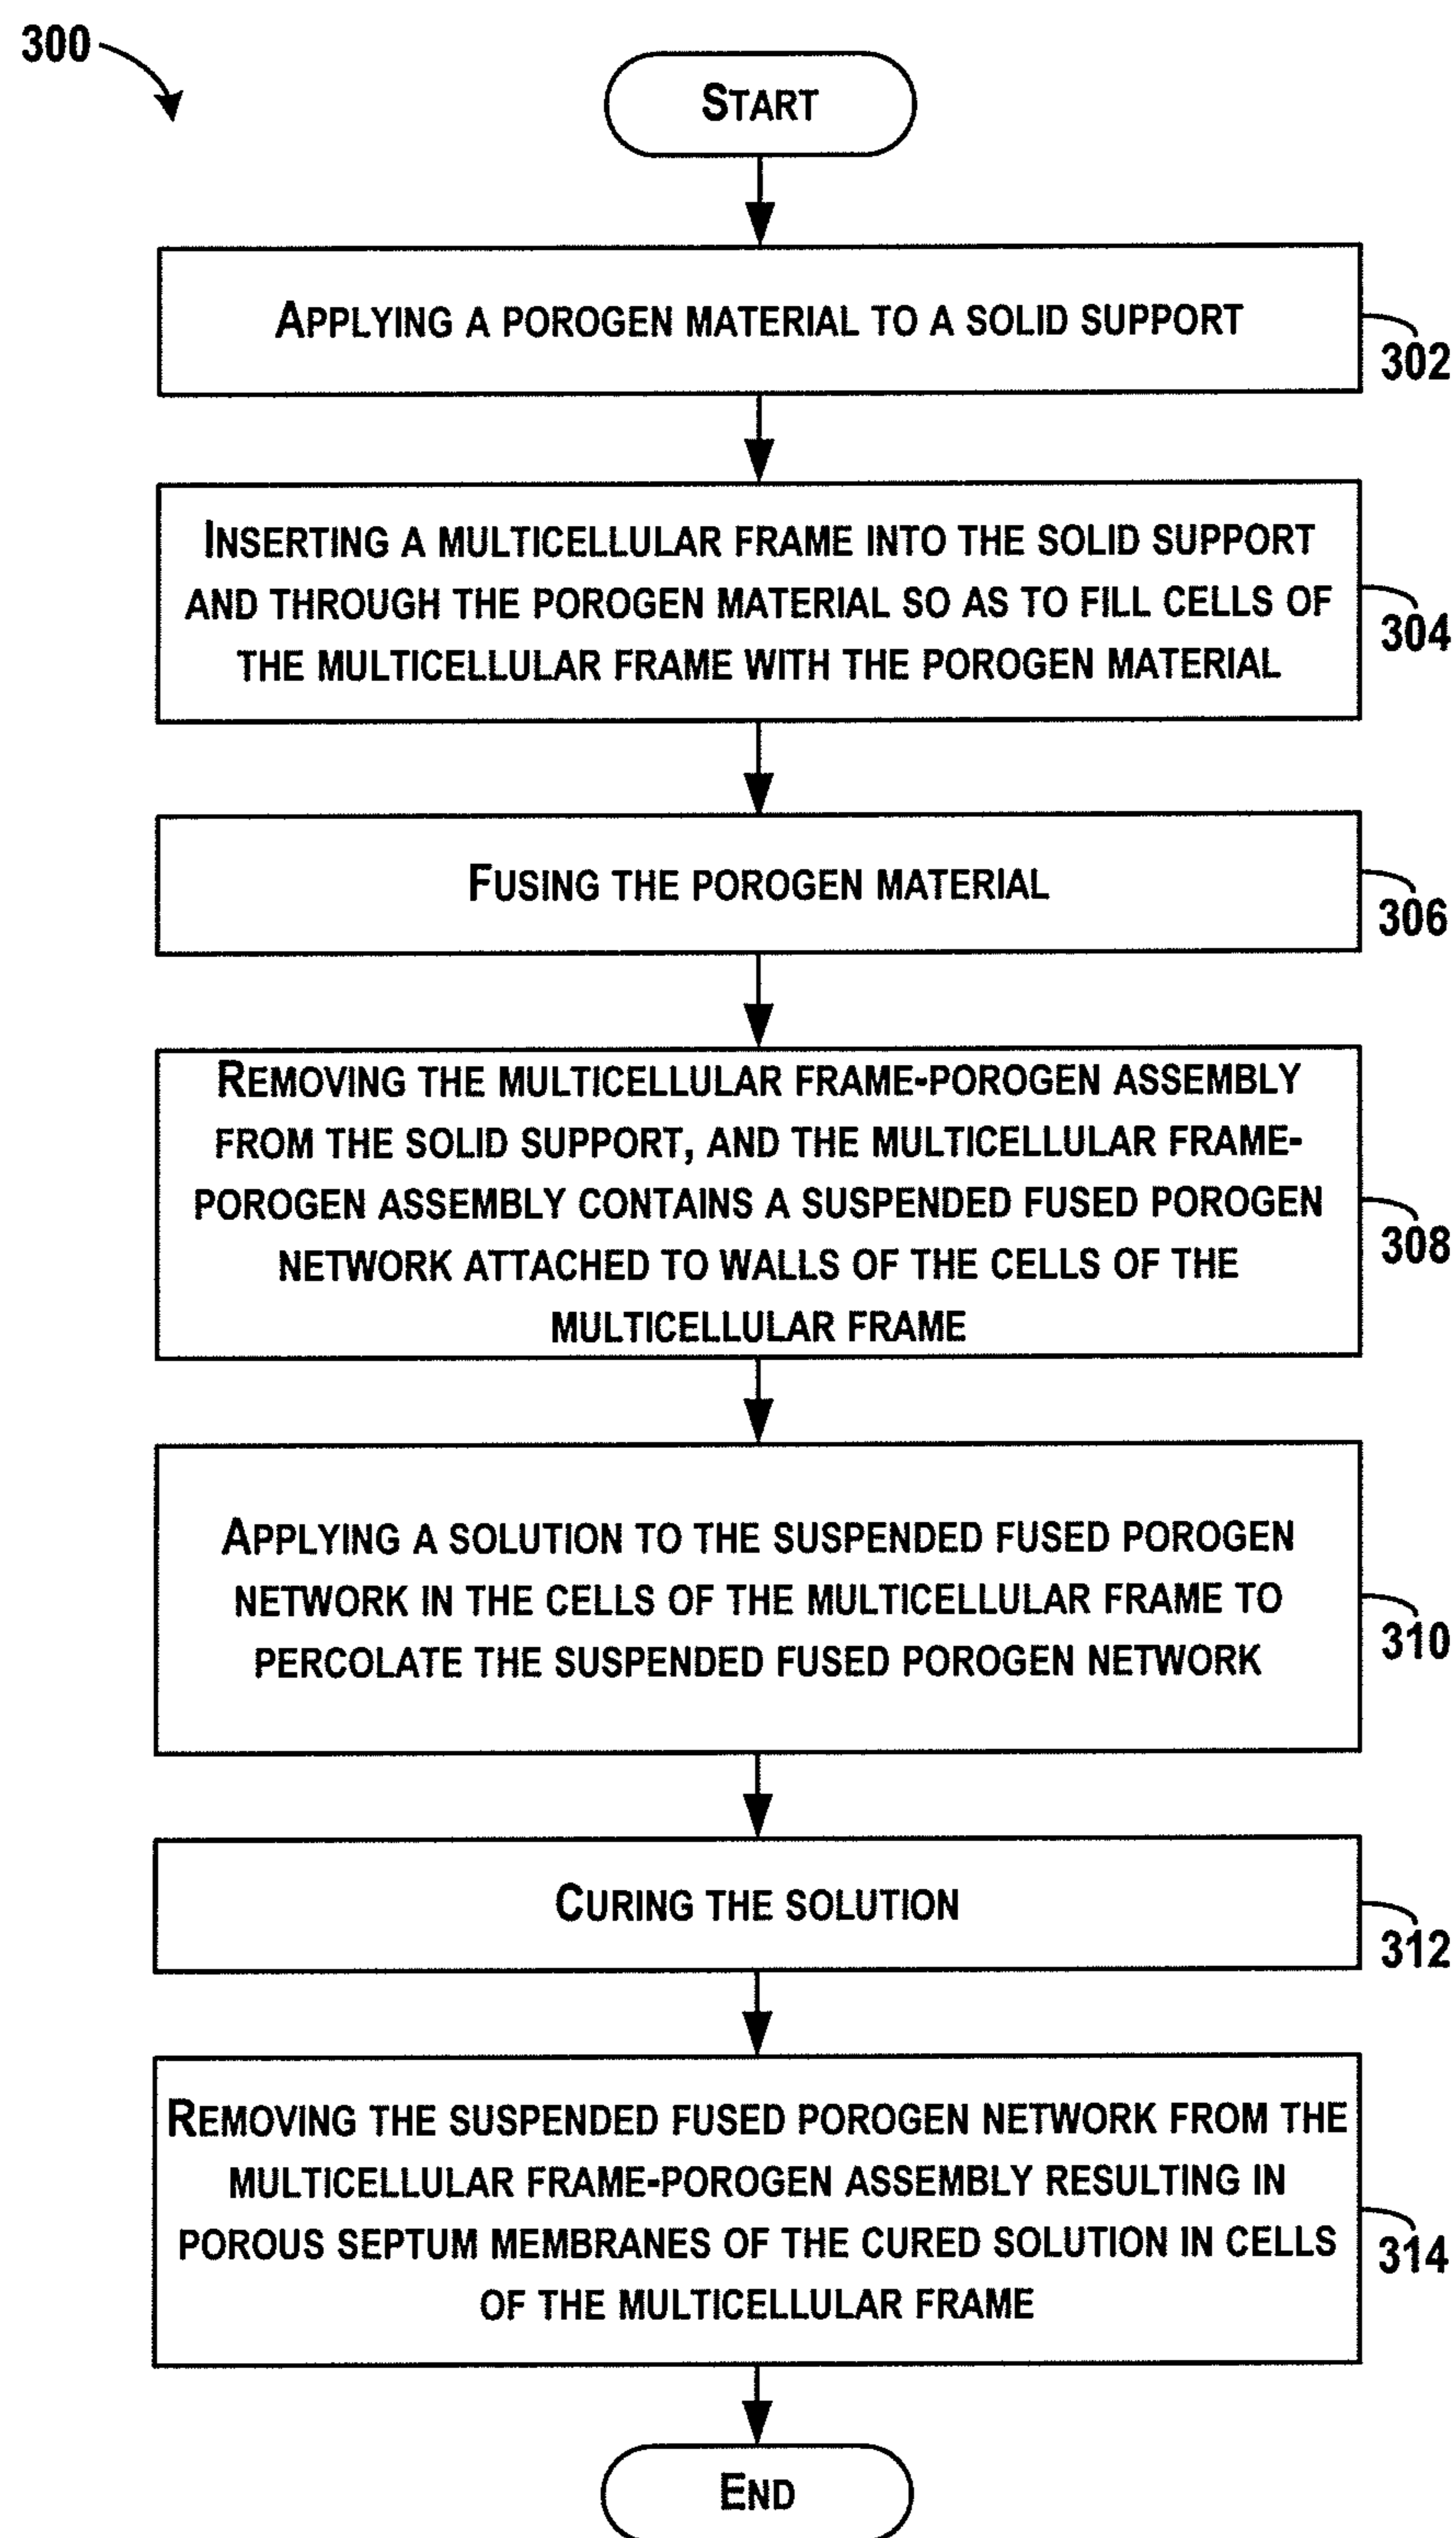 300
START
APPLYING A POROGEN MATERIAL TO A SOLID SUPPORT
302
INSERTING A MULTICELLULAR FRAME INTO THE SOLID SUPPORT
AND THROUGH THE POROGEN MATERIAL SO AS TO FILL CELLS OF
THE MULTICELLULAR FRAME WITH THE POROGEN MATERIAL
304
FUSING THE POROGEN MATERIAL
306
REMOVING THE MULTICELLULAR FRAME-POROGEN ASSEMBLY
FROM THE SOLID SUPPORT, AND THE MULTICELLULAR FRAME-
POROGEN ASSEMBLY CONTAINS A SUSPENDED FUSED POROGEN
NETWORK ATTACHED TO WALLS OF THE CELLS OF THE
MULTICELLULAR FRAME
308
APPLYING A SOLUTION TO THE SUSPENDED FUSED POROGEN
NETWORK IN THE CELLS OF THE MULTICELLULAR FRAME TO
PERCOLATE THE SUSPENDED FUSED POROGEN NETWORK
310
CURING THE SOLUTION
312
REMOVING THE SUSPENDED FUSED POROGEN NETWORK FROM THE
MULTICELLULAR FRAME-POROGEN ASSEMBLY RESULTING IN
POROUS SEPTUM MEMBRANES OF THE CURED SOLUTION IN CELLS
OF THE MULTICELLULAR FRAME
314
END